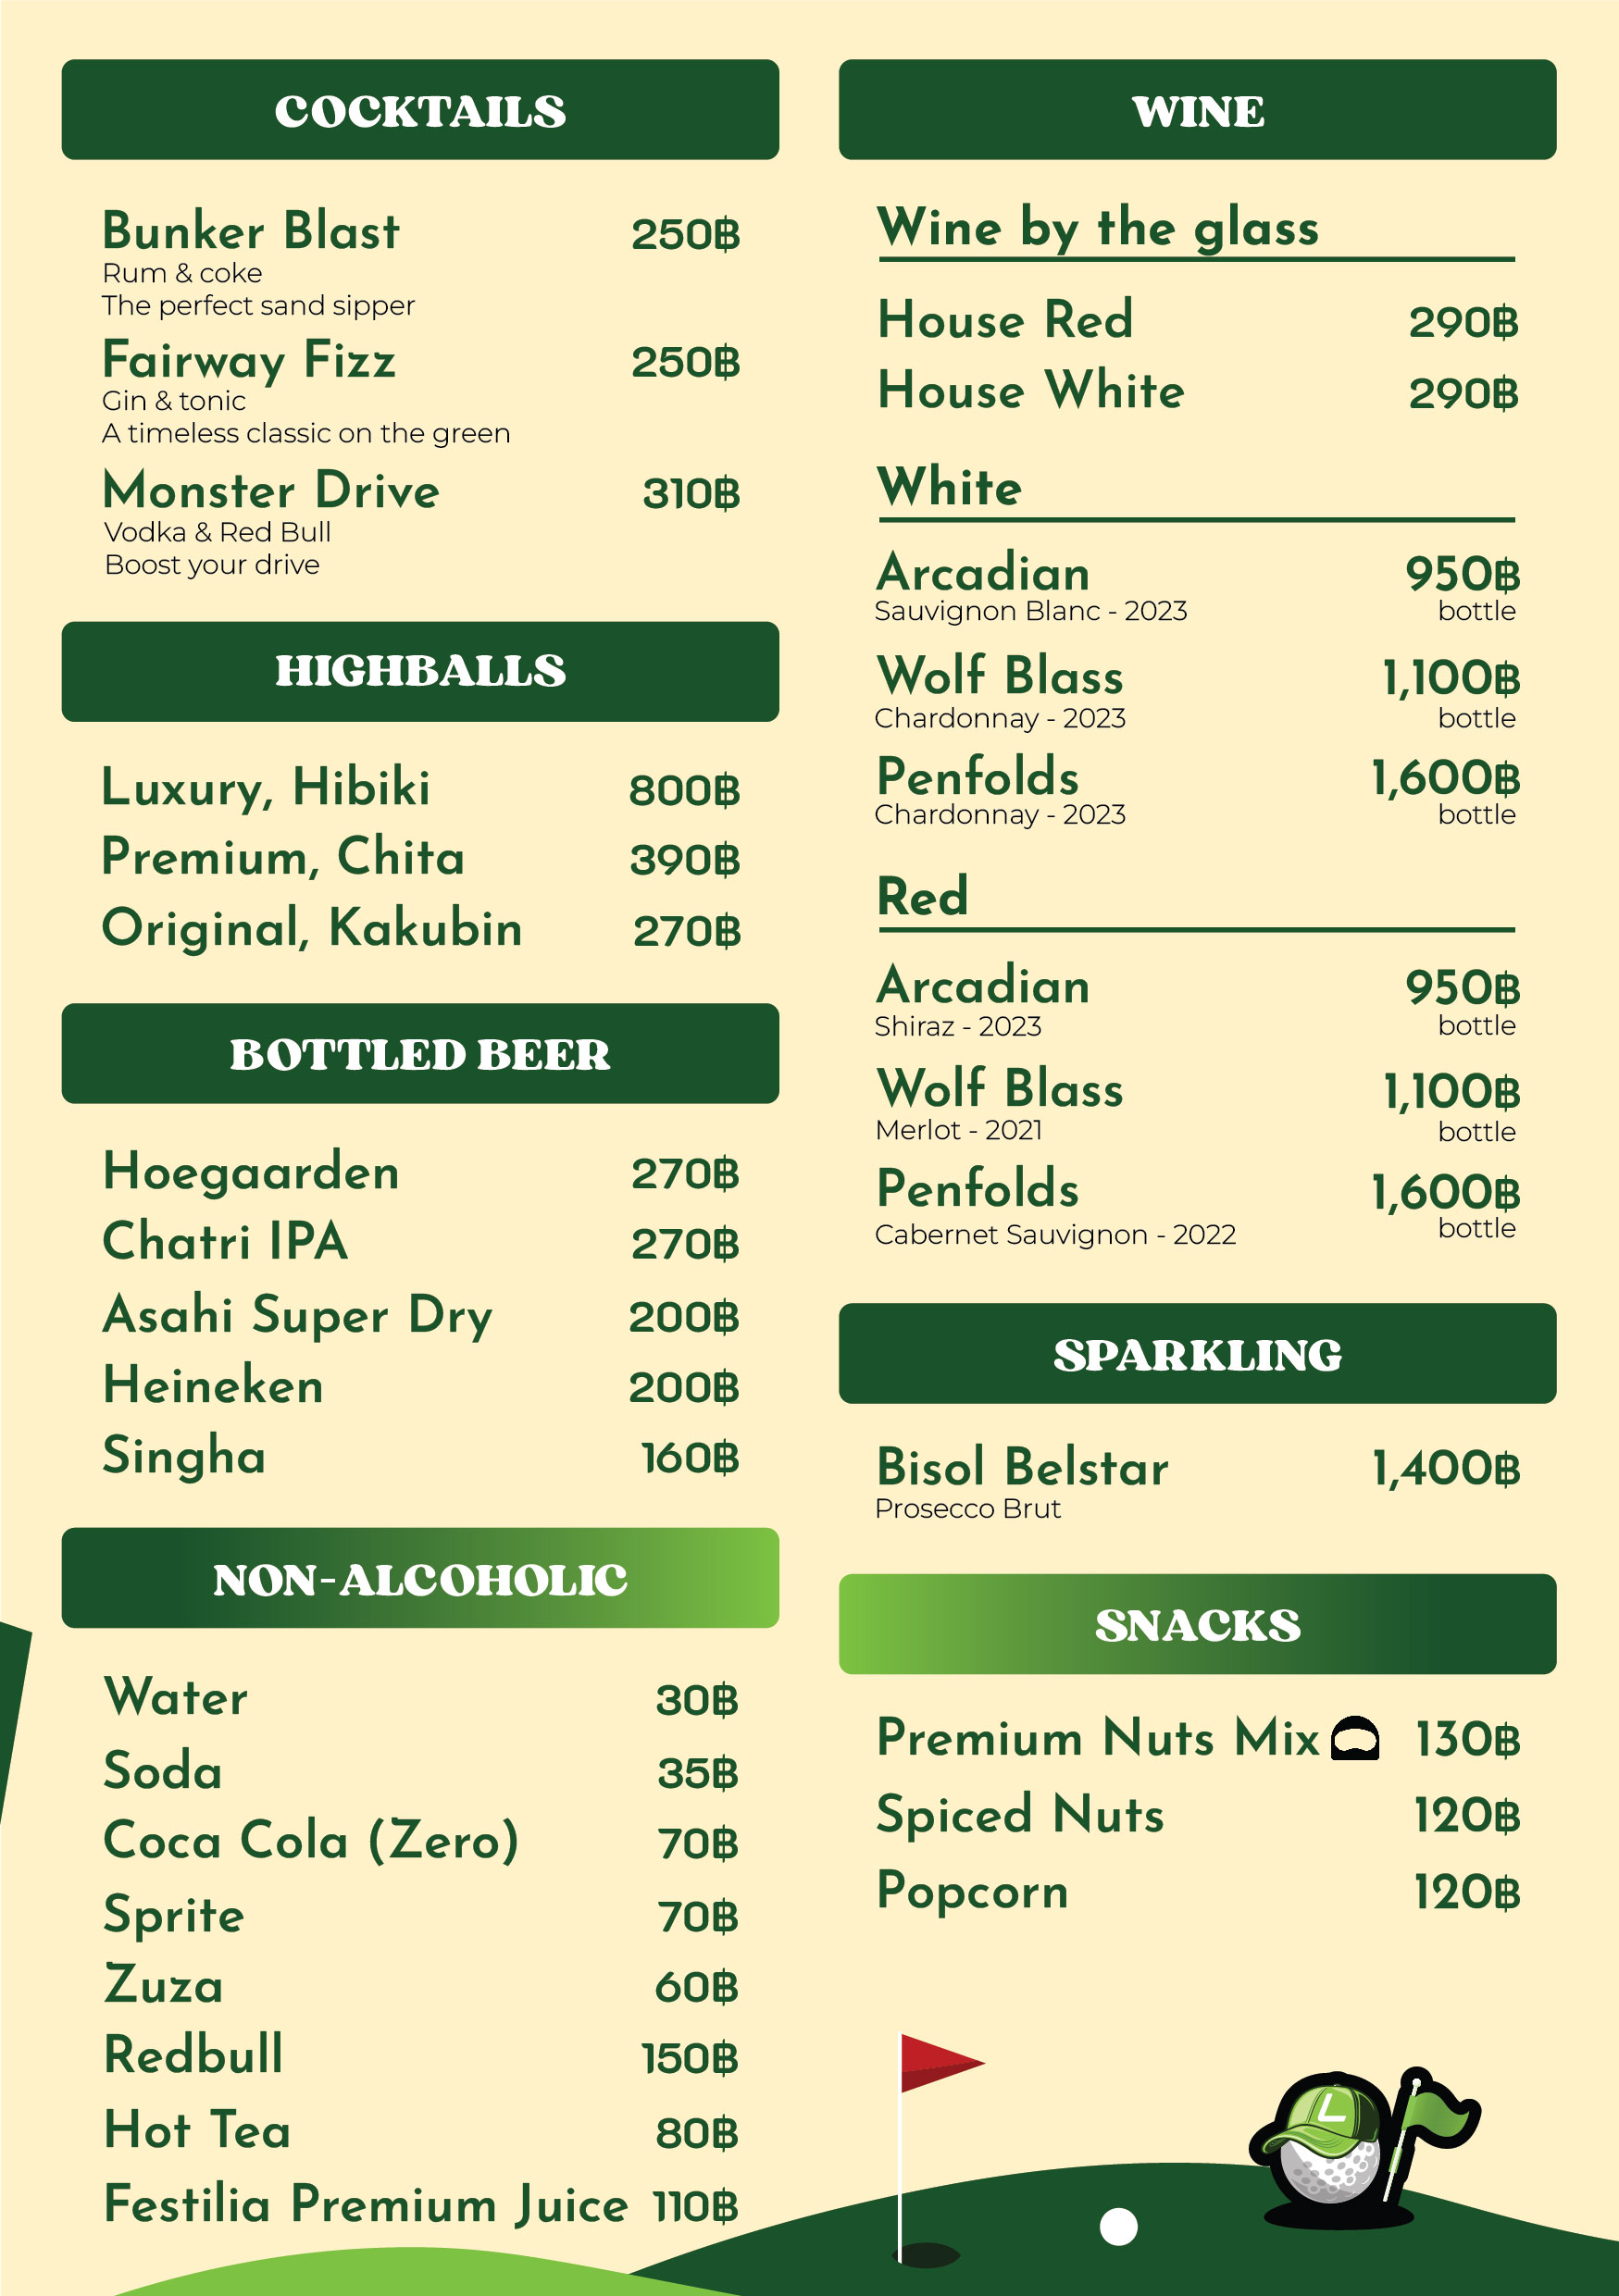 COCKTAILS
Bunker Blast 250฿
Rum & coke
The perfect sand sipper
Fairway Fizz 250฿
Gin & tonic
A timeless classic on the green
Monster Drive 310฿
Vodka & Red Bull
Boost your drive
HIGHBALLS
Luxury, Hibiki 800฿
Premium, Chita 390฿
Original, Kakubin 270฿
BOTTLED BEER
Hoegaarden 270฿
Chatri IPA 270฿
Asahi Super Dry 200฿
Heineken 200฿
Singha 160฿
NON-ALCOHOLIC
Water 30฿
Soda 35฿
Coca Cola (Zero) 70฿
Sprite 70฿
Zuza 60฿
Redbull 150฿
Hot Tea 80฿
Festilia Premium Juice 110฿
WINE
Wine by the glass
House Red 290฿
House White 290฿
White
Arcadian 950฿
Sauvignon Blanc - 2023 bottle
Wolf Blass 1,100฿
Chardonnay - 2023 bottle
Penfolds 1,600฿
Chardonnay - 2023 bottle
Red
Arcadian 950฿
Shiraz - 2023 bottle
Wolf Blass 1,100฿
Merlot - 2021 bottle
Penfolds 1,600฿
Cabernet Sauvignon - 2022 bottle
SPARKLING
Bisol Belstar 1,400฿
Prosecco Brut
SNACKS
Premium Nuts Mix 130฿
Spiced Nuts 120฿
Popcorn 120฿
L